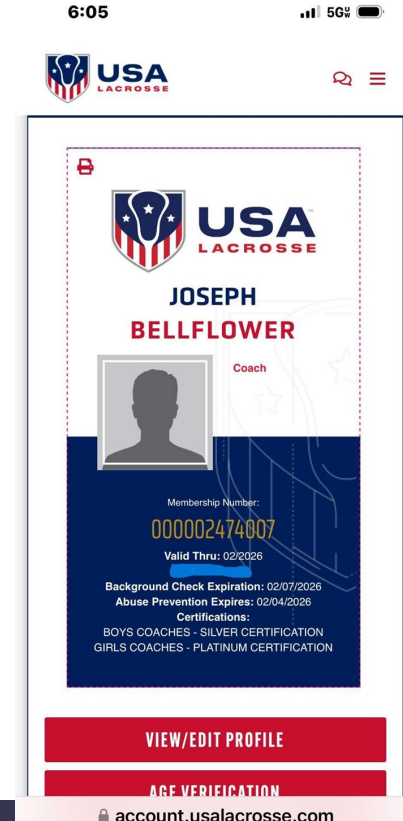 6:05
5G
USA
LACROSSE
USA
LACROSSE
JOSEPH
BELLFLOWER
Coach
Membership Number:
000002474007
Valid Thru: 02/2026
Background Check Expiration: 02/07/2026
Abuse Prevention Expires: 02/04/2026
Certifications:
BOYS COACHES - SILVER CERTIFICATION
GIRLS COACHES - PLATINUM CERTIFICATION
VIEW/EDIT PROFILE
AGE VERIFICATION
account.usalacrosse.com